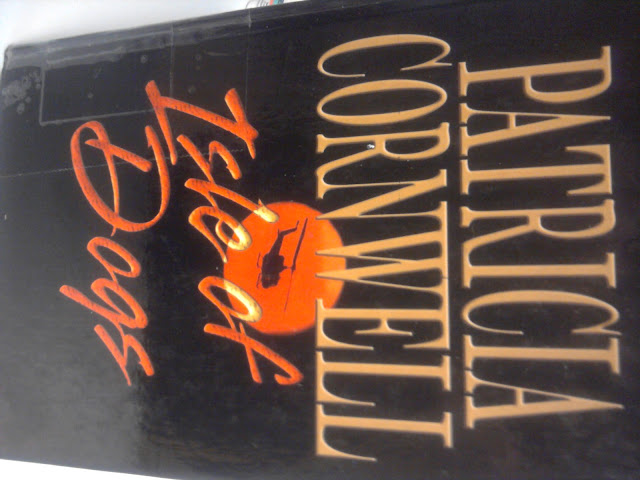 PATRICIA
CORNWELL
Isle of
Dogs